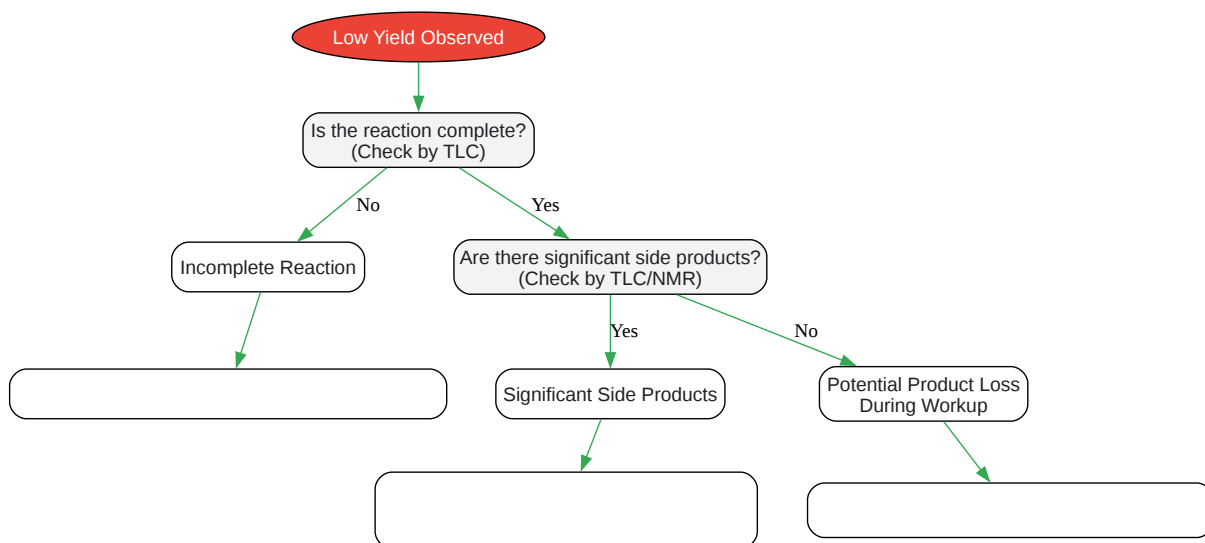 Low Yield Observed
Is the reaction complete?
(Check by TLC)
No
Yes
Incomplete Reaction
Are there significant side products?
(Check by TLC/NMR)
Yes
No
Significant Side Products
Potential Product Loss
During Workup